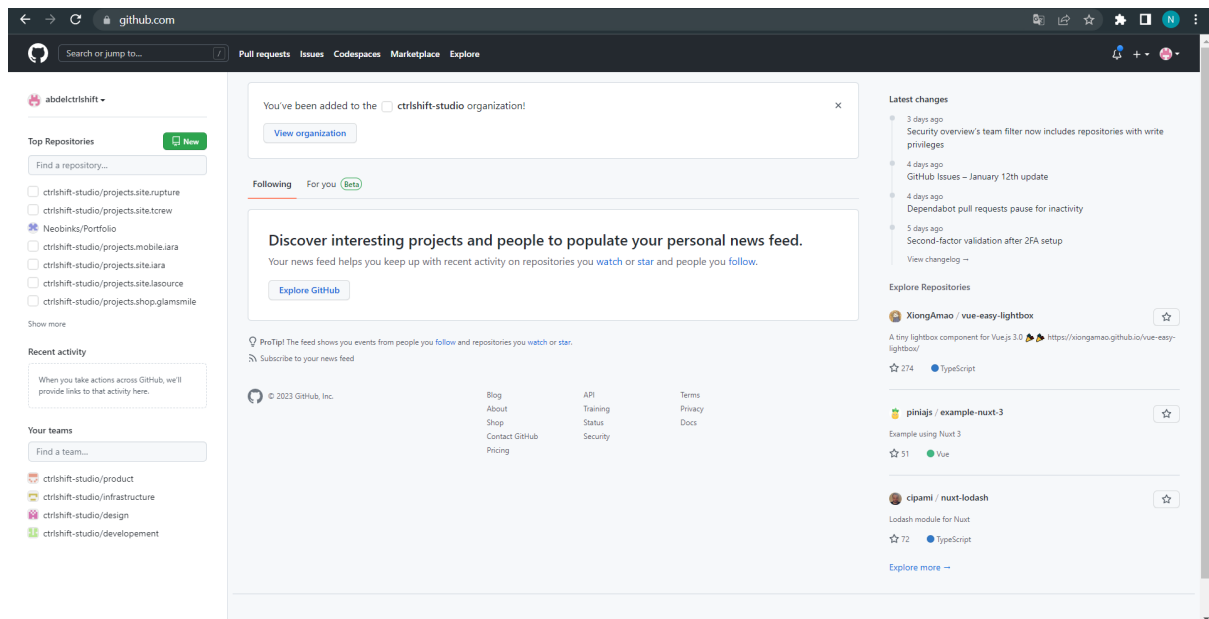 github.com
N
Search or jump to...
/
Pull requests Issues Codespaces Marketplace Explore
abdelctrlshift
Top Repositories
New
Find a repository...
ctrlshift-studio/projects.site.rupture
ctrlshift-studio/projects.site.tcrew
Neobinks/Portfolio
ctrlshift-studio/projects.mobile.iara
ctrlshift-studio/projects.site.iara
ctrlshift-studio/projects.site.lasource
ctrlshift-studio/projects.shop.glamsmile
Show more
Recent activity
When you take actions across GitHub, we'll
provide links to that activity here.
Your teams
Find a team...
ctrlshift-studio/product
ctrlshift-studio/infrastructure
ctrlshift-studio/design
ctrlshift-studio/developement
You've been added to the ctrlshift-studio organization!
View organization
Following For you Beta
Discover interesting projects and people to populate your personal news feed.
Your news feed helps you keep up with recent activity on repositories you watch or star and people you follow.
Explore GitHub
ProTip! The feed shows you events from people you follow and repositories you watch or star.
Subscribe to your news feed
© 2023 GitHub, Inc.
Blog
About
Shop
Contact GitHub
Pricing
API
Training
Status
Security
Terms
Privacy
Docs
Latest changes
3 days ago
Security overview's team filter now includes repositories with write
privileges
4 days ago
GitHub Issues – January 12th update
4 days ago
Dependabot pull requests pause for inactivity
5 days ago
Second-factor validation after 2FA setup
View changelog →
Explore Repositories
XiongAmao / vue-easy-lightbox
A tiny lightbox component for Vue.js 3.0 https://xiongamao.github.io/vue-easy-
lightbox/
274 TypeScript
piniajs / example-nuxt-3
Example using Nuxt 3
51 Vue
cipami / nuxt-lodash
Lodash module for Nuxt
72 TypeScript
Explore more →